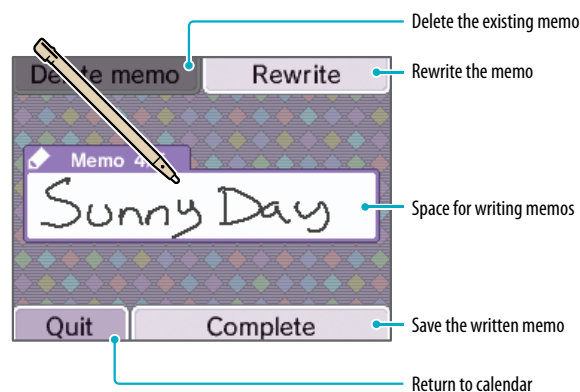 Delete the existing memo
Delete memo
Rewrite
Rewrite the memo
Memo
Sunny Day
Space for writing memos
Quit
Complete
Save the written memo
Return to calendar